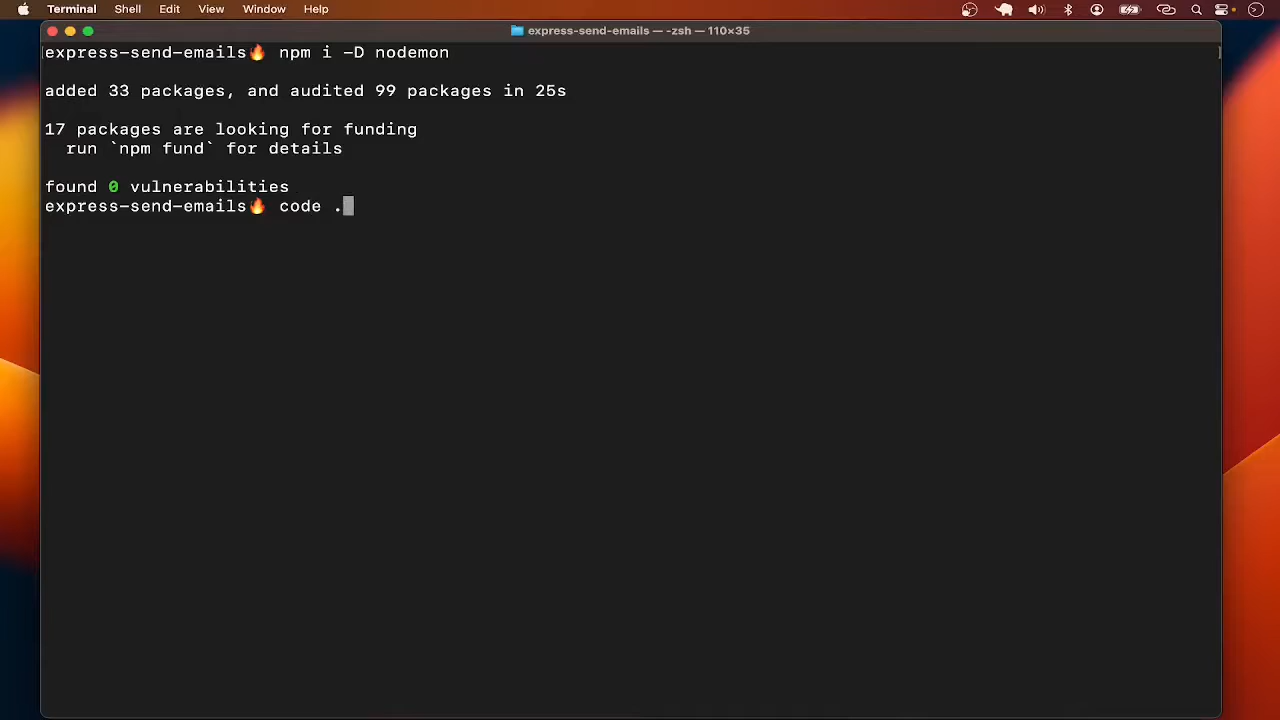 Terminal Shell Edit View Window Help
express-send-emails — -zsh — 110×35
express-send-emails🔥 npm i -D nodemon
added 33 packages, and audited 99 packages in 25s
17 packages are looking for funding
run `npm fund` for details
found 0 vulnerabilities
express-send-emails🔥 code .